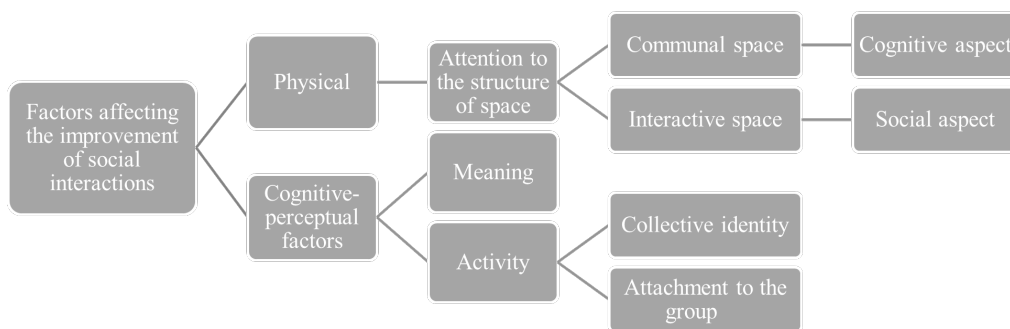 Factors affecting
the improvement
of social
interactions
Physical
Attention to
the structure
of space
Communal space
Cognitive aspect
Interactive space
Social aspect
Cognitive-
perceptual
factors
Meaning
Activity
Collective identity
Attachment to the
group